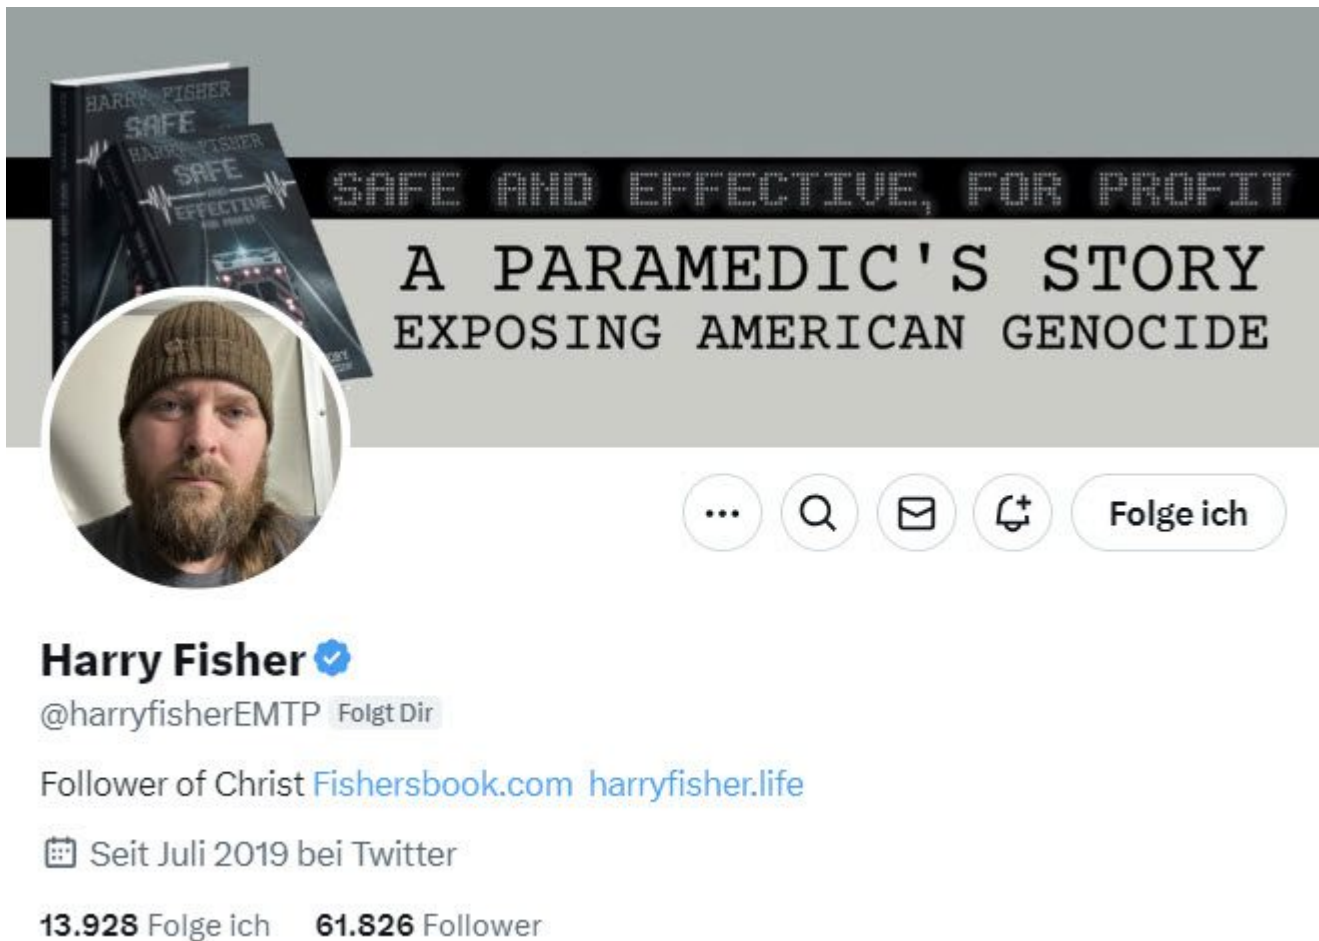 HARRY FISHER
SAFE
HARRY FISHER
SAFE
AND
EFFECTIVE
FOR PROFIT
SAFE AND EFFECTIVE, FOR PROFIT
A PARAMEDIC'S STORY
EXPOSING AMERICAN GENOCIDE
Folge ich
Harry Fisher
@harryfisherEMTP Folgt Dir
Follower of Christ Fishersbook.com harryfisher.life
Seit Juli 2019 bei Twitter
13.928 Folge ich 61.826 Follower